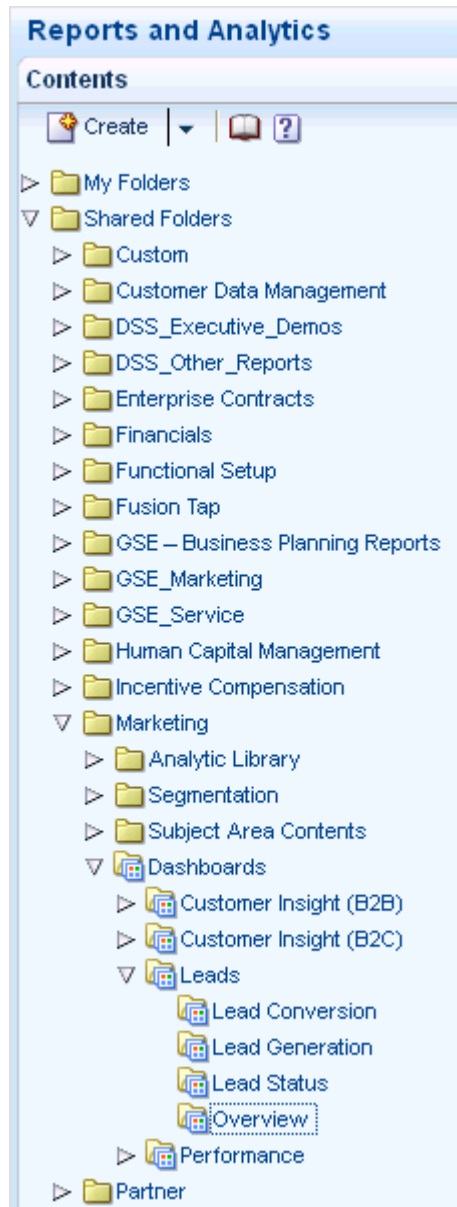 Reports and Analytics
Contents
Create
My Folders
Shared Folders
Custom
Customer Data Management
DSS_Executive_Demos
DSS_Other_Reports
Enterprise Contracts
Financials
Functional Setup
Fusion Tap
GSE – Business Planning Reports
GSE_Marketing
GSE_Service
Human Capital Management
Incentive Compensation
Marketing
Analytic Library
Segmentation
Subject Area Contents
Dashboards
Customer Insight (B2B)
Customer Insight (B2C)
Leads
Lead Conversion
Lead Generation
Lead Status
Overview
Performance
Partner